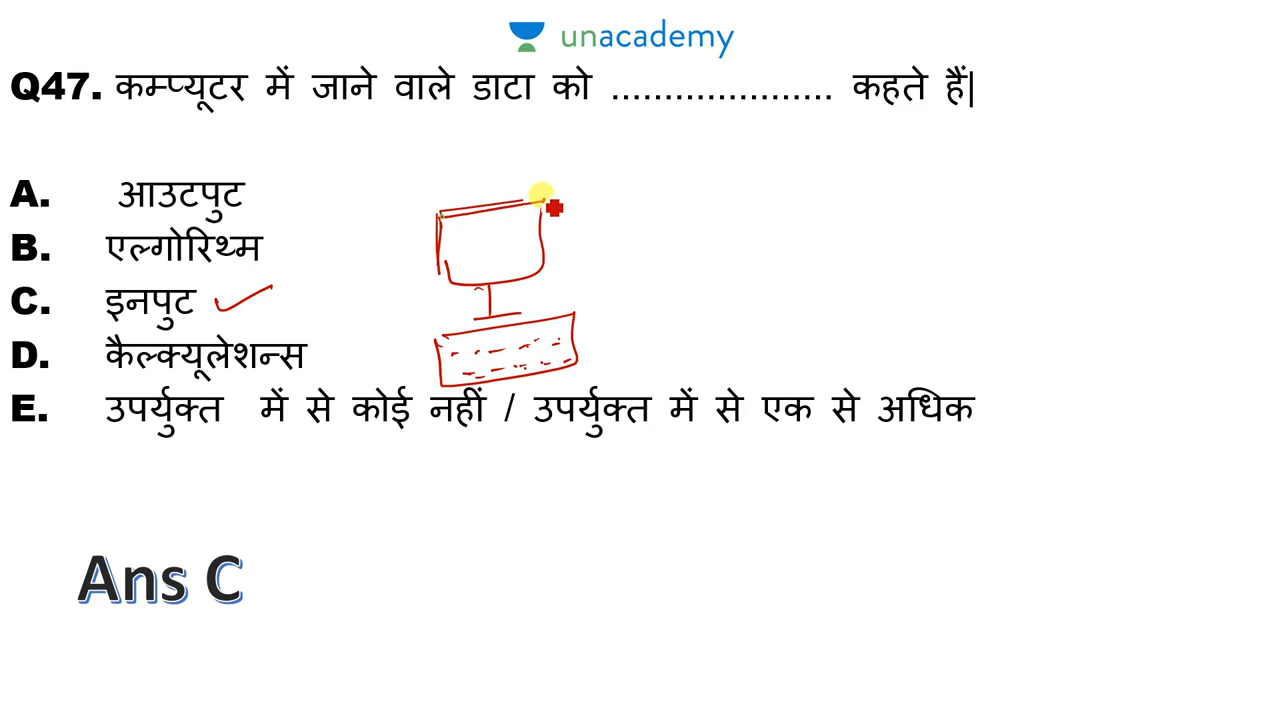 unacademy
Q47. कम्प्यूटर में जाने वाले डाटा को ..................... कहते हैं|
A. आउटपुट
B. एल्गोरिथ्म
C. इनपुट
D. कैल्क्यूलेशन्स
E. उपर्युक्त में से कोई नहीं / उपर्युक्त में से एक से अधिक
Ans C